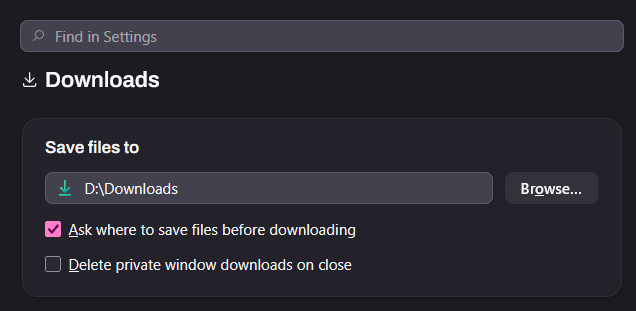 Find in Settings
Downloads
Save files to
D:\Downloads
Browse...
Ask where to save files before downloading
Delete private window downloads on close